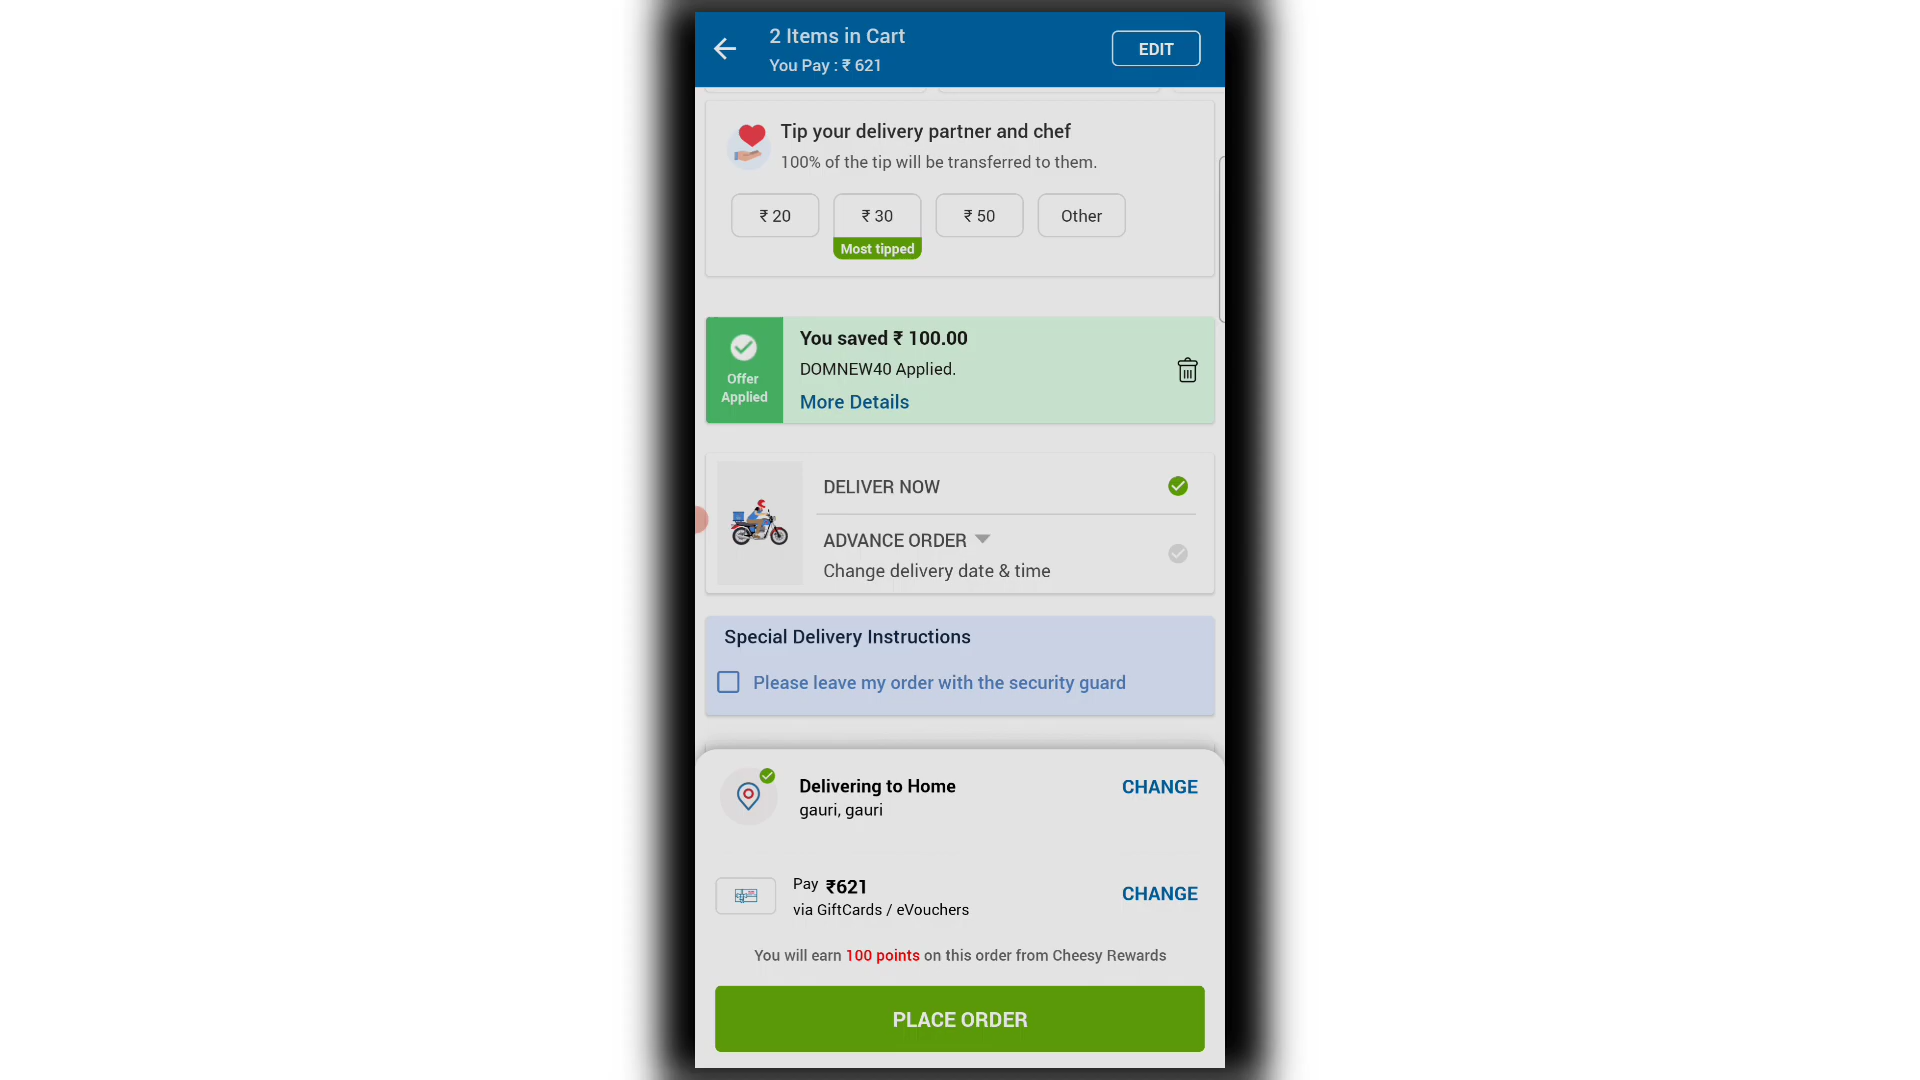 2 Items in Cart
You Pay : ₹ 621
EDIT
Tip your delivery partner and chef
100% of the tip will be transferred to them.
₹ 20
₹ 30
₹ 50
Other
Most tipped
Offer
Applied
You saved ₹ 100.00
DOMNEW40 Applied.
More Details
DELIVER NOW
ADVANCE ORDER
Change delivery date & time
Special Delivery Instructions
Please leave my order with the security guard
Delivering to Home
gauri, gauri
CHANGE
Pay ₹621
via GiftCards / eVouchers
CHANGE
You will earn 100 points on this order from Cheesy Rewards
PLACE ORDER